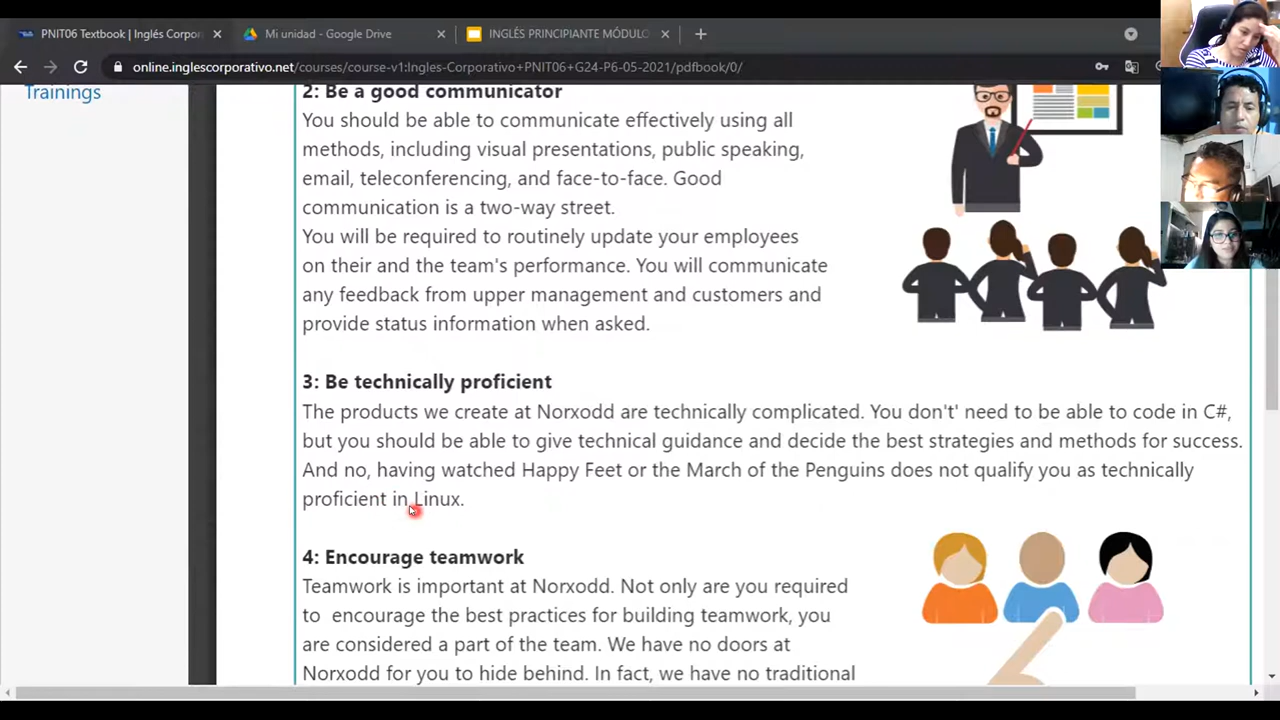 PNIT06 Textbook | Inglés Corpor
Mi unidad - Google Drive
INGLÉS PRINCIPIANTE MÓDULO
online.inglescorporativo.net/courses/course-v1:Ingles-Corporativo+PNIT06+G24-P6-05-2021/pdfbook/0/
Trainings
2: Be a good communicator
You should be able to communicate effectively using all
methods, including visual presentations, public speaking,
email, teleconferencing, and face-to-face. Good
communication is a two-way street.
You will be required to routinely update your employees
on their and the team's performance. You will communicate
any feedback from upper management and customers and
provide status information when asked.
3: Be technically proficient
The products we create at Norxodd are technically complicated. You don't' need to be able to code in C#,
but you should be able to give technical guidance and decide the best strategies and methods for success.
And no, having watched Happy Feet or the March of the Penguins does not qualify you as technically
proficient in Linux.
4: Encourage teamwork
Teamwork is important at Norxodd. Not only are you required
to  encourage the best practices for building teamwork, you
are considered a part of the team. We have no doors at
Norxodd for you to hide behind. In fact, we have no traditional